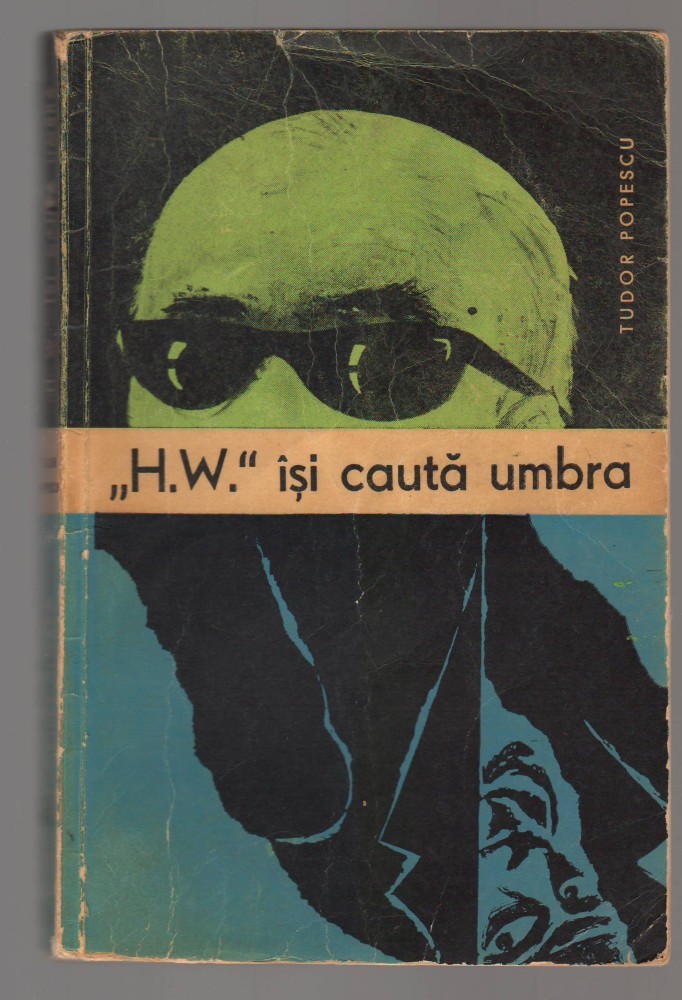 TUDOR POPESCU
„H.W.“ își caută umbra